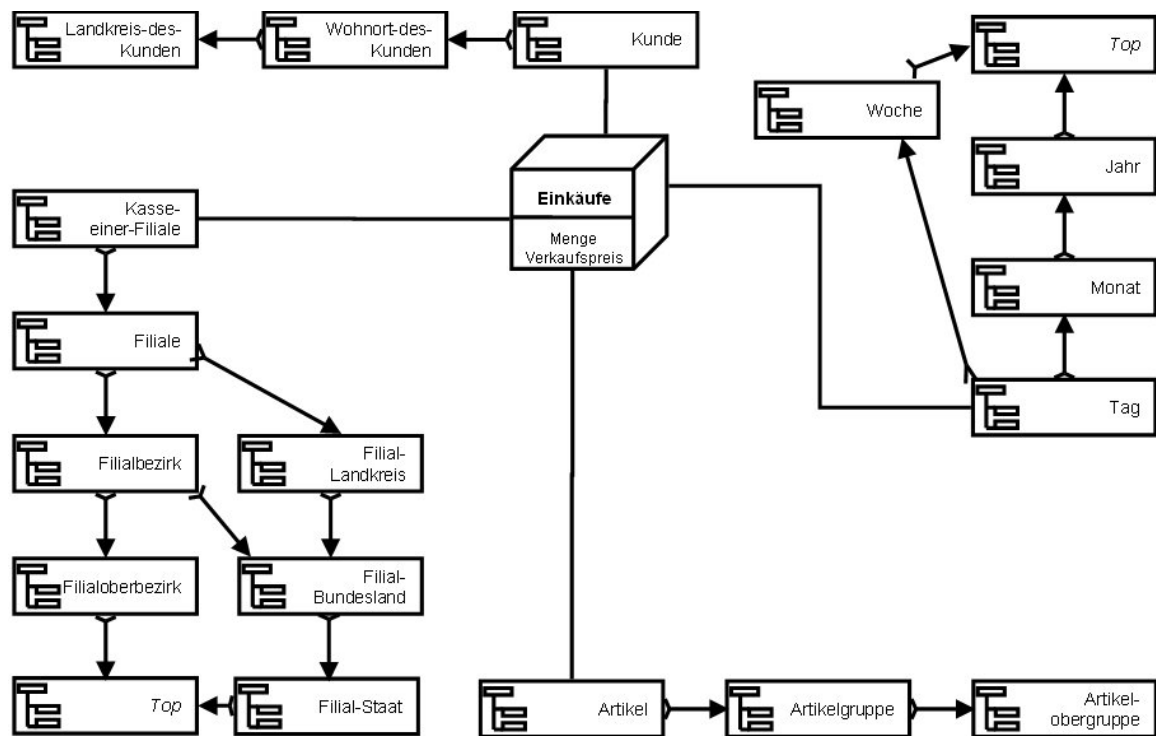 Landkreis-des-
Kunden
Wohnort-des-
Kunden
Kunde
Top
Woche
Jahr
Kasse-
einer-Filiale
Einkäufe
Menge
Verkaufspreis
Monat
Filiale
Tag
Filialbezirk
Filial-
Landkreis
Filialoberbezirk
Filial-
Bundesland
Top
Filial-Staat
Artikel
Artikelgruppe
Artikel-
obergruppe